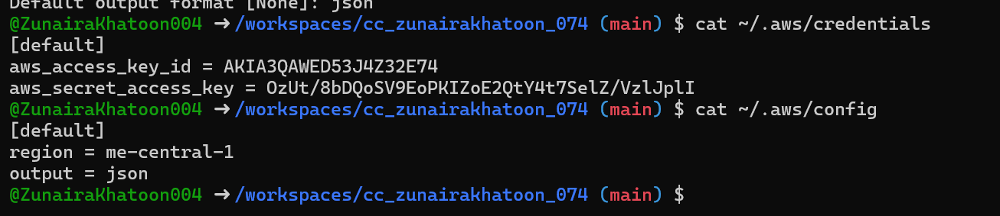 Default output format [None]: json
@ZunairaKhatoon004 ➜ /workspaces/cc_zunairakhatoon_074 (main) $ cat ~/.aws/credentials
[default]
aws_access_key_id = AKIA3QAWED53J4Z32E74
aws_secret_access_key = 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
@ZunairaKhatoon004 ➜ /workspaces/cc_zunairakhatoon_074 (main) $ cat ~/.aws/config
[default]
region = me-central-1
output = json
@ZunairaKhatoon004 ➜ /workspaces/cc_zunairakhatoon_074 (main) $